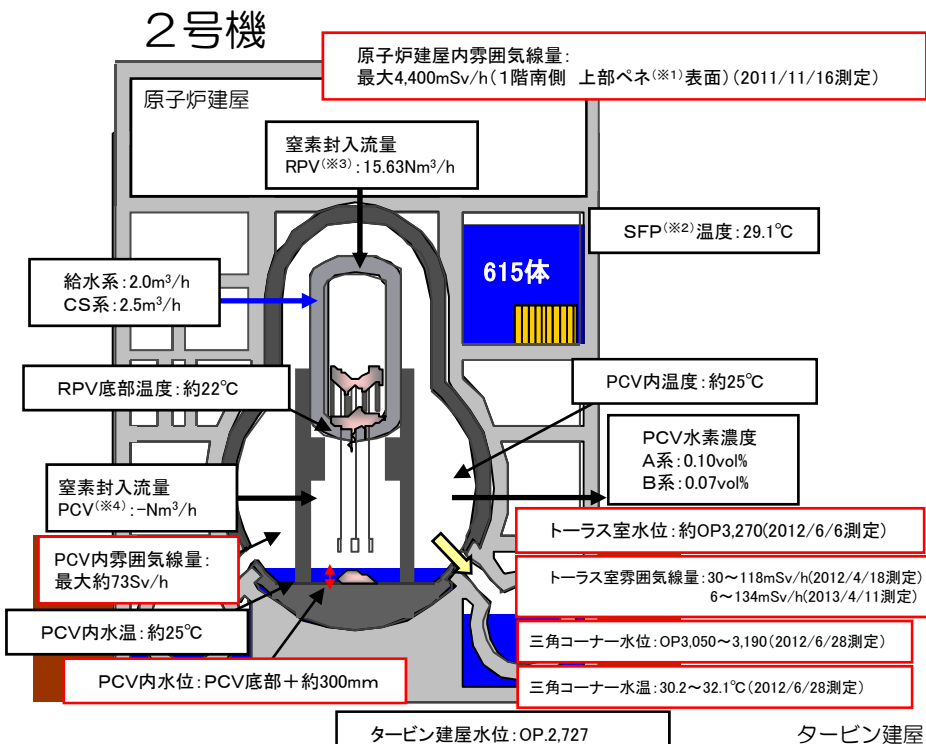 ２号機
原子炉建屋内雰囲気線量：
最大4,400mSv/h（１階南側　上部ペネ(※1)表面）（2011/11/16測定）
原子炉建屋
窒素封入流量
RPV(※3)：15.63Nm³/h
SFP(※2)温度：29.1℃
615体
給水系：2.0m³/h
ＣＳ系：2.5m³/h
RPV底部温度：約22℃
PCV内温度：約25℃
PCV水素濃度
Ａ系：0.10vol%
Ｂ系：0.07vol%
窒素封入流量
PCV(※4)：-Nm³/h
トーラス室水位：約OP3,270（2012/6/6測定）
PCV内雰囲気線量：
最大約73Sv/h
トーラス室雰囲気線量：30～118mSv/h（2012/4/18測定）
6～134mSv/h（2013/4/11測定）
PCV内水温：約25℃
三角コーナー水位：OP3,050～3,190（2012/6/28測定）
PCV内水位：PCV底部＋約300mm
三角コーナー水温：30.2～32.1℃（2012/6/28測定）
タービン建屋水位：OP.2,727
タービン建屋